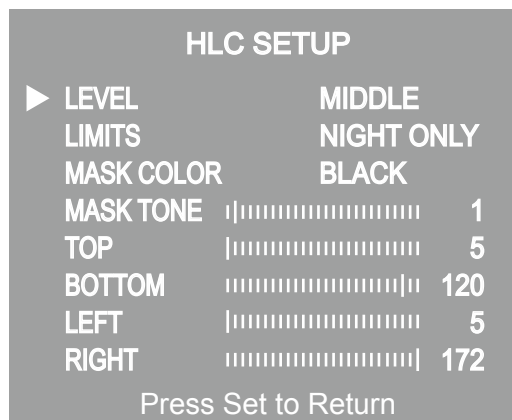 HLC SETUP
LEVEL MIDDLE
LIMITS NIGHT ONLY
MASK COLOR BLACK
MASK TONE 1
TOP 5
BOTTOM 120
LEFT 5
RIGHT 172
Press Set to Return